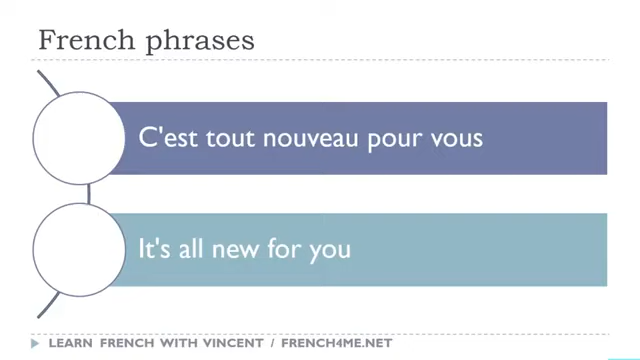 French phrases
C'est tout nouveau pour vous
It's all new for you
LEARN FRENCH WITH VINCENT / FRENCH4ME.NET